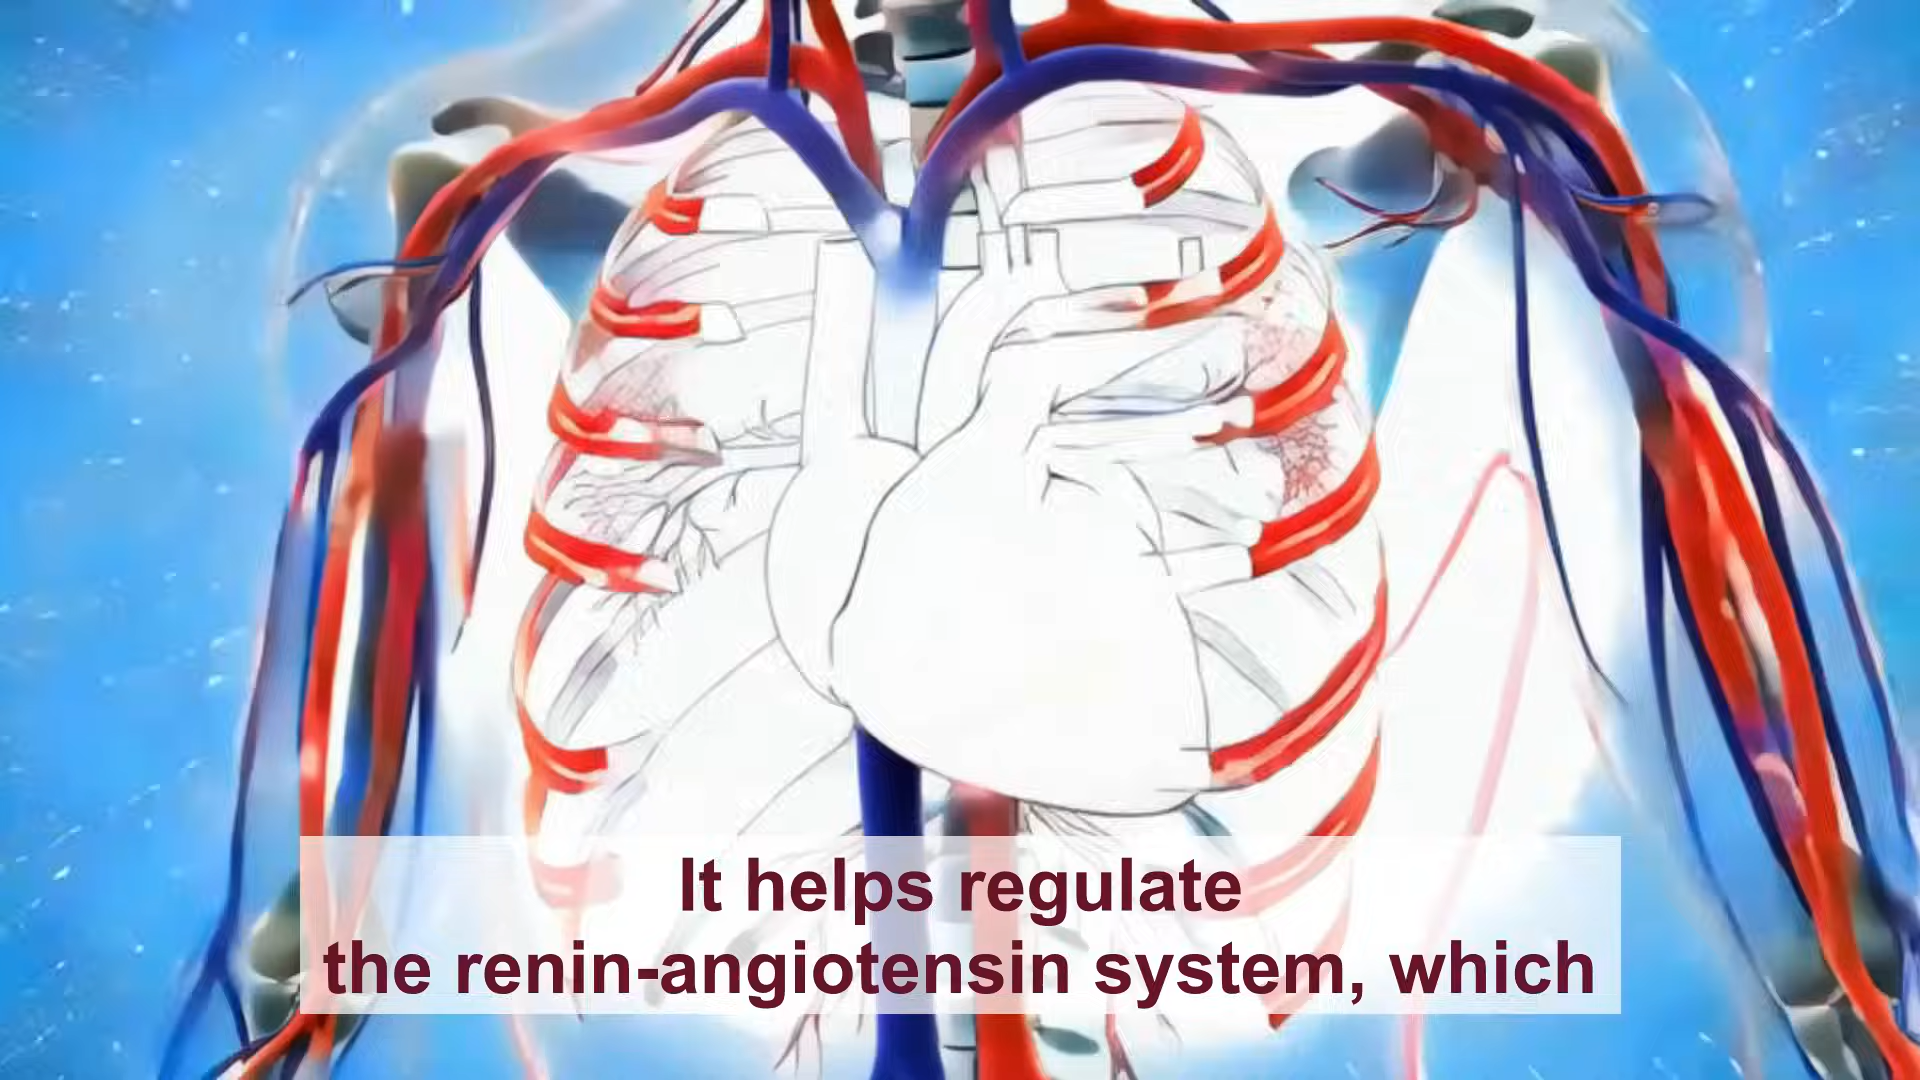 It helps regulate
the renin-angiotensin system, which